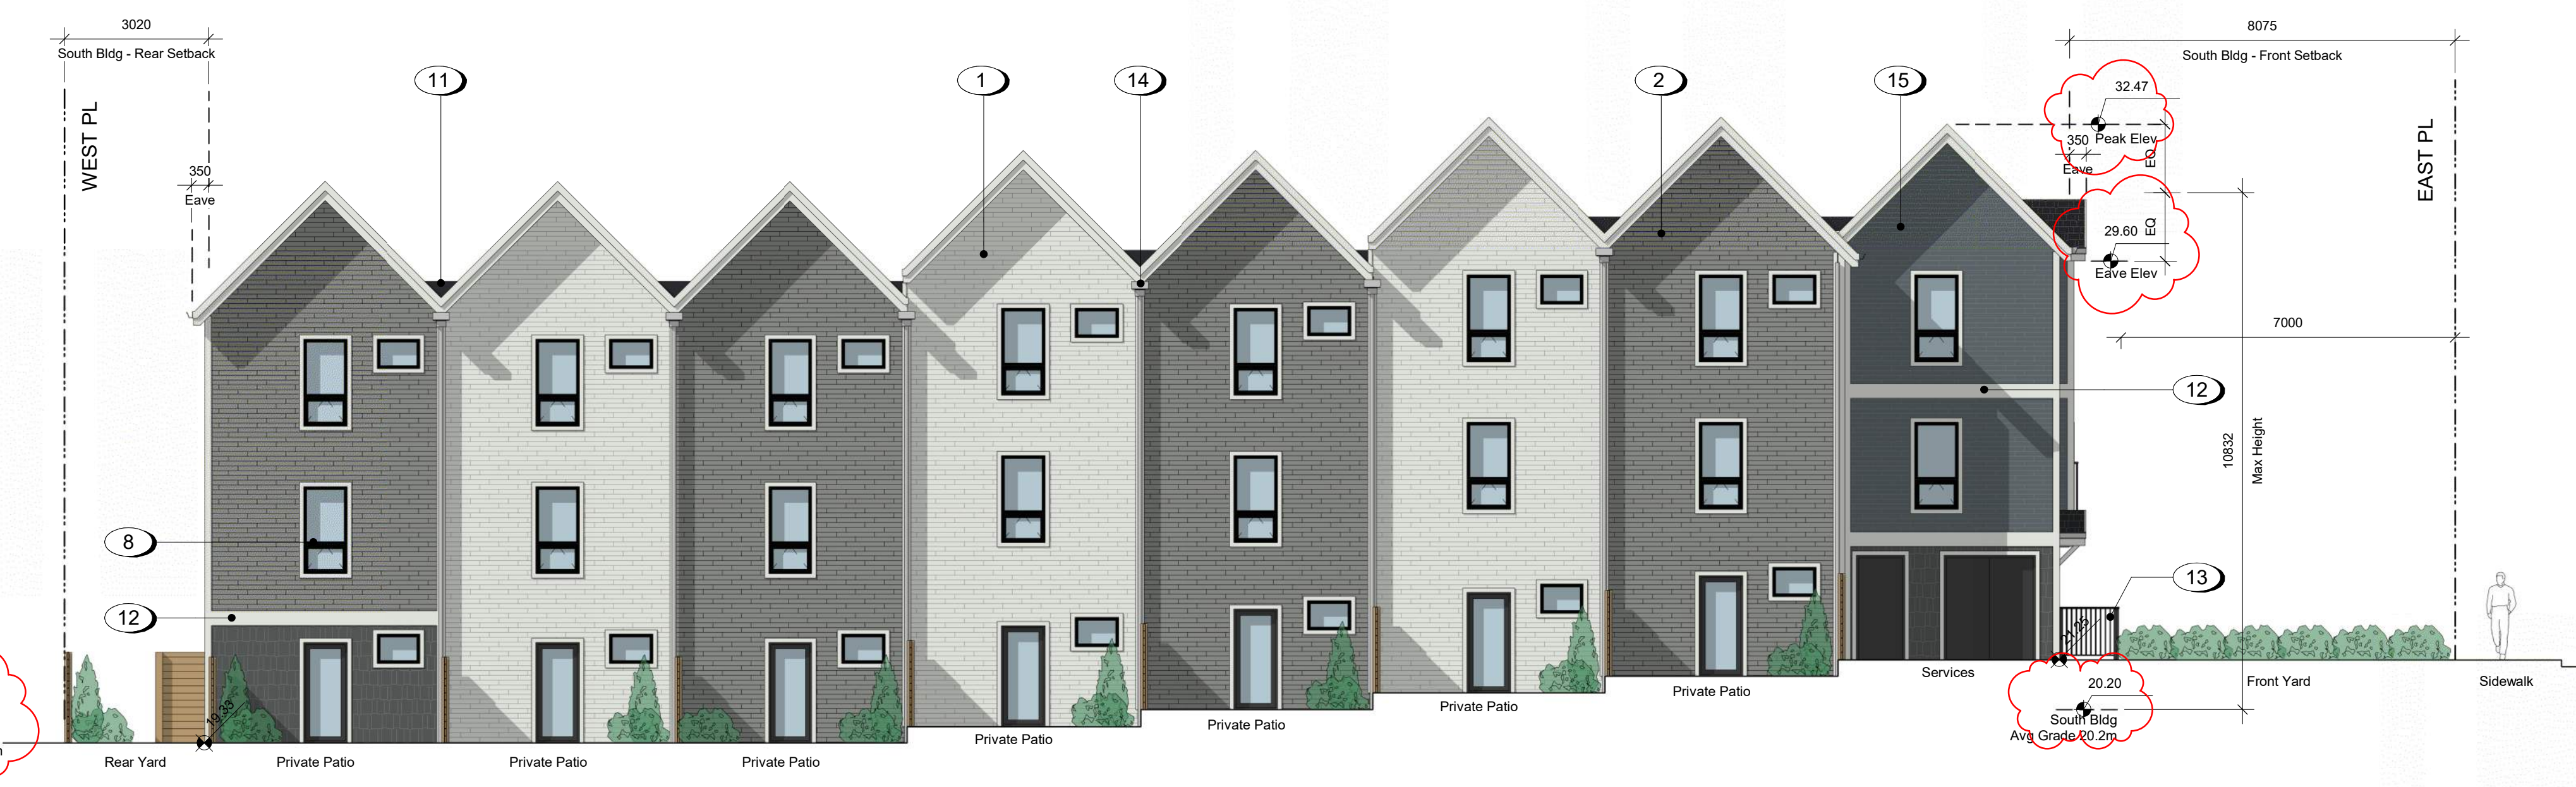 3020
South Bldg - Rear Setback
8075
South Bldg - Front Setback
11
1
14
2
15
32.47
Peak Elev
350
Eave
EQ
WEST PL
EAST PL
350
Eave
29.60
EQ
Eave Elev
7000
12
10832
Max Height
8
13
12
21.25
19.33
20.20
South Bldg
Avg Grade 20.2m
Rear Yard
Private Patio
Private Patio
Private Patio
Private Patio
Private Patio
Private Patio
Private Patio
Services
Front Yard
Sidewalk